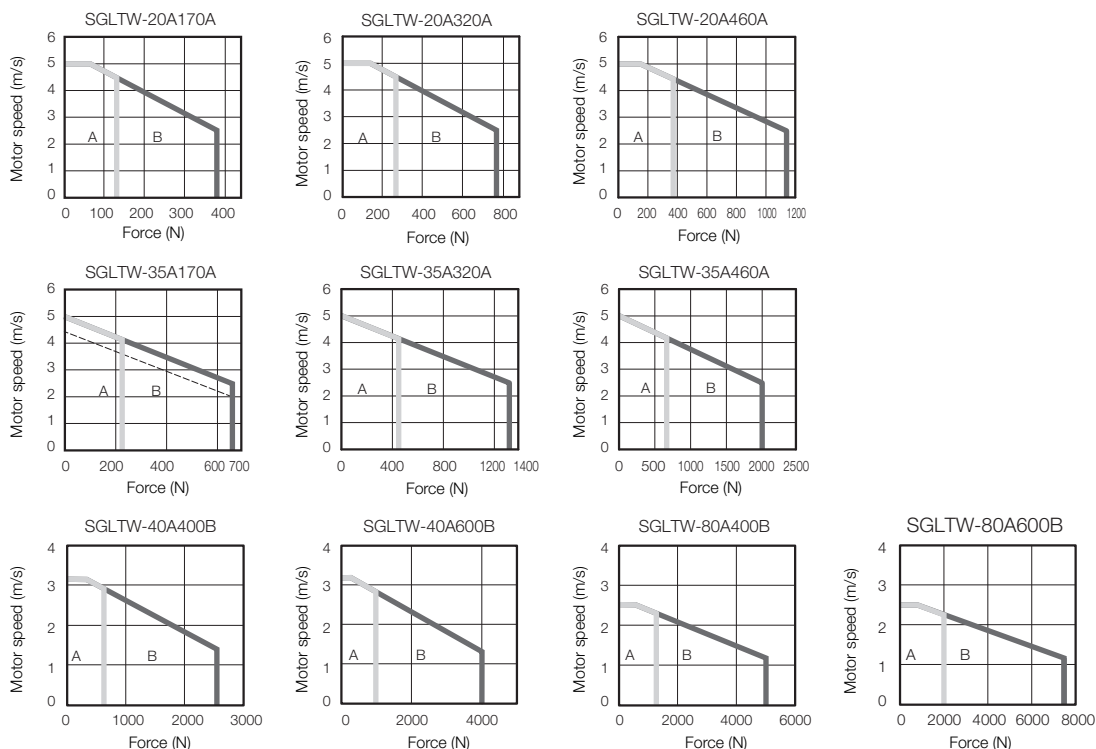 SGLTW-20A170A
6
5
4
3
2
1
0
Motor speed (m/s)
A
B
0 100 200 300 400
Force (N)
SGLTW-20A320A
6
5
4
3
2
1
0
Motor speed (m/s)
A
B
0 200 400 600 800
Force (N)
SGLTW-20A460A
6
5
4
3
2
1
0
Motor speed (m/s)
A
B
0 200 400 600 800 1000 1200
Force (N)
SGLTW-35A170A
6
5
4
3
2
1
0
Motor speed (m/s)
A
B
0 200 400 600 700
Force (N)
SGLTW-35A320A
6
5
4
3
2
1
0
Motor speed (m/s)
A
B
0 400 800 1200 1400
Force (N)
SGLTW-35A460A
6
5
4
3
2
1
0
Motor speed (m/s)
A
B
0 500 1000 1500 2000 2500
Force (N)
SGLTW-40A400B
4
3
2
1
0
Motor speed (m/s)
A
B
0 1000 2000 3000
Force (N)
SGLTW-40A600B
4
3
2
1
0
Motor speed (m/s)
A
B
0 2000 4000
Force (N)
SGLTW-80A400B
4
3
2
1
0
Motor speed (m/s)
A
B
0 2000 4000 6000
Force (N)
SGLTW-80A600B
4
3
2
1
0
Motor speed (m/s)
A
B
0 2000 4000 6000 8000
Force (N)